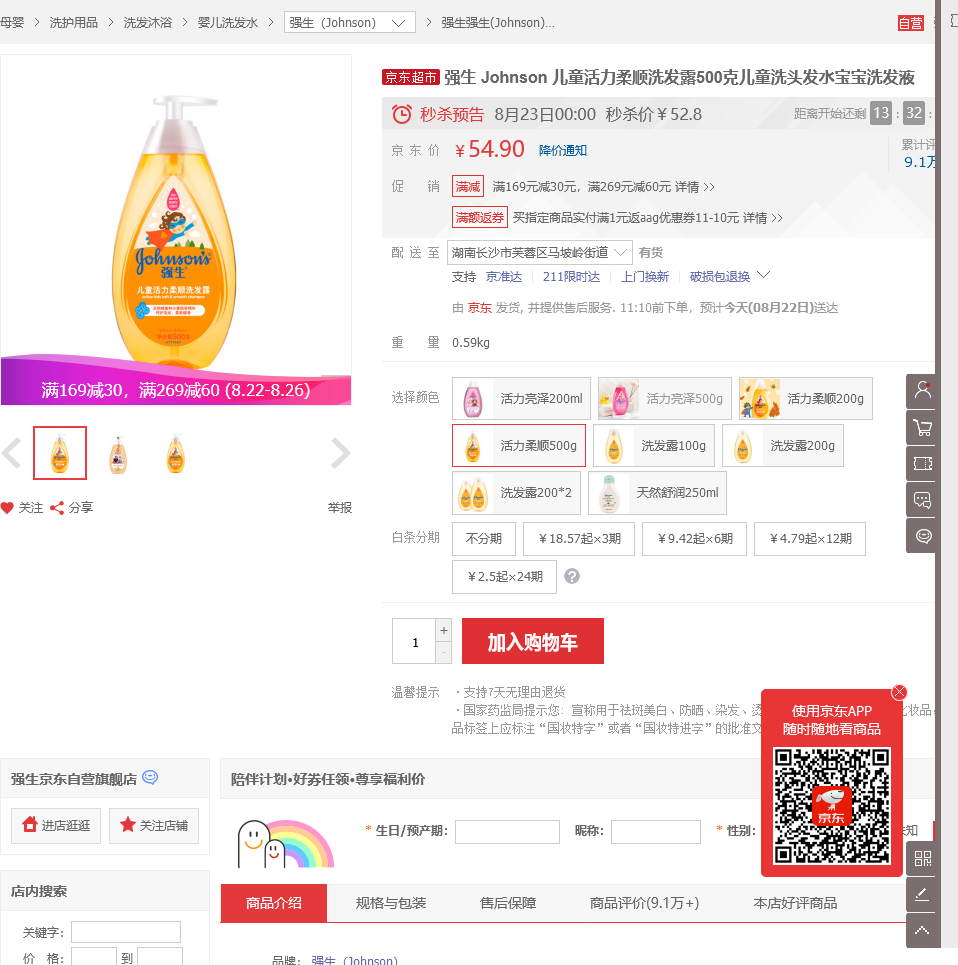 母婴 > 洗护用品 > 洗发沐浴 > 婴儿洗发水 > 强生（Johnson） > 强生强生(Johnson)...
自营
京东超市 强生 Johnson 儿童活力柔顺洗发露500克儿童洗头发水宝宝洗发液
秒杀预告 8月23日00:00 秒杀价￥52.8 距离开始还剩 13 : 32 :
京东价 ￥54.90 降价通知
累计评
9.1万
促销 满减 满169元减30元，满269元减60元 详情 >>
满额返券 买指定商品实付满1元返aag优惠券11-10元 详情 >>
配送至 湖南长沙市芙蓉区马坡岭街道 有货
支持 京准达 211限时达 上门换新 破损包退换
由 京东 发货, 并提供售后服务. 11:10前下单，预计今天(08月22日)送达
重量 0.59kg
Johnson's
强生
儿童活力柔顺洗发露
active kids soft & smooth shampoo
满169减30，满269减60 (8.22-8.26)
关注 分享 举报
选择颜色 活力亮泽200ml 活力亮泽500g 活力柔顺200g
活力柔顺500g 洗发露100g 洗发露200g
洗发露200*2 天然舒润250ml
白条分期 不分期 ￥18.57起×3期 ￥9.42起×6期 ￥4.79起×12期
￥2.5起×24期 ?
1 + - 加入购物车
温馨提示 ·支持7天无理由退货
·国家药监局提示您：宣称用于祛斑美白、防晒、染发、烫
化妆品
品标签上应标注“国妆特字”或者“国妆特进字”的批准文
使用京东APP
随时随地看商品
京东
强生京东自营旗舰店
进店逛逛 关注店铺
店内搜索
关键字：
价 格： 到
陪伴计划•好券任领•尊享福利价
* 生日/预产期： 昵称： * 性别： 未知
商品介绍 规格与包装 售后保障 商品评价(9.1万+) 本店好评商品
品牌： 强生（Johnson）